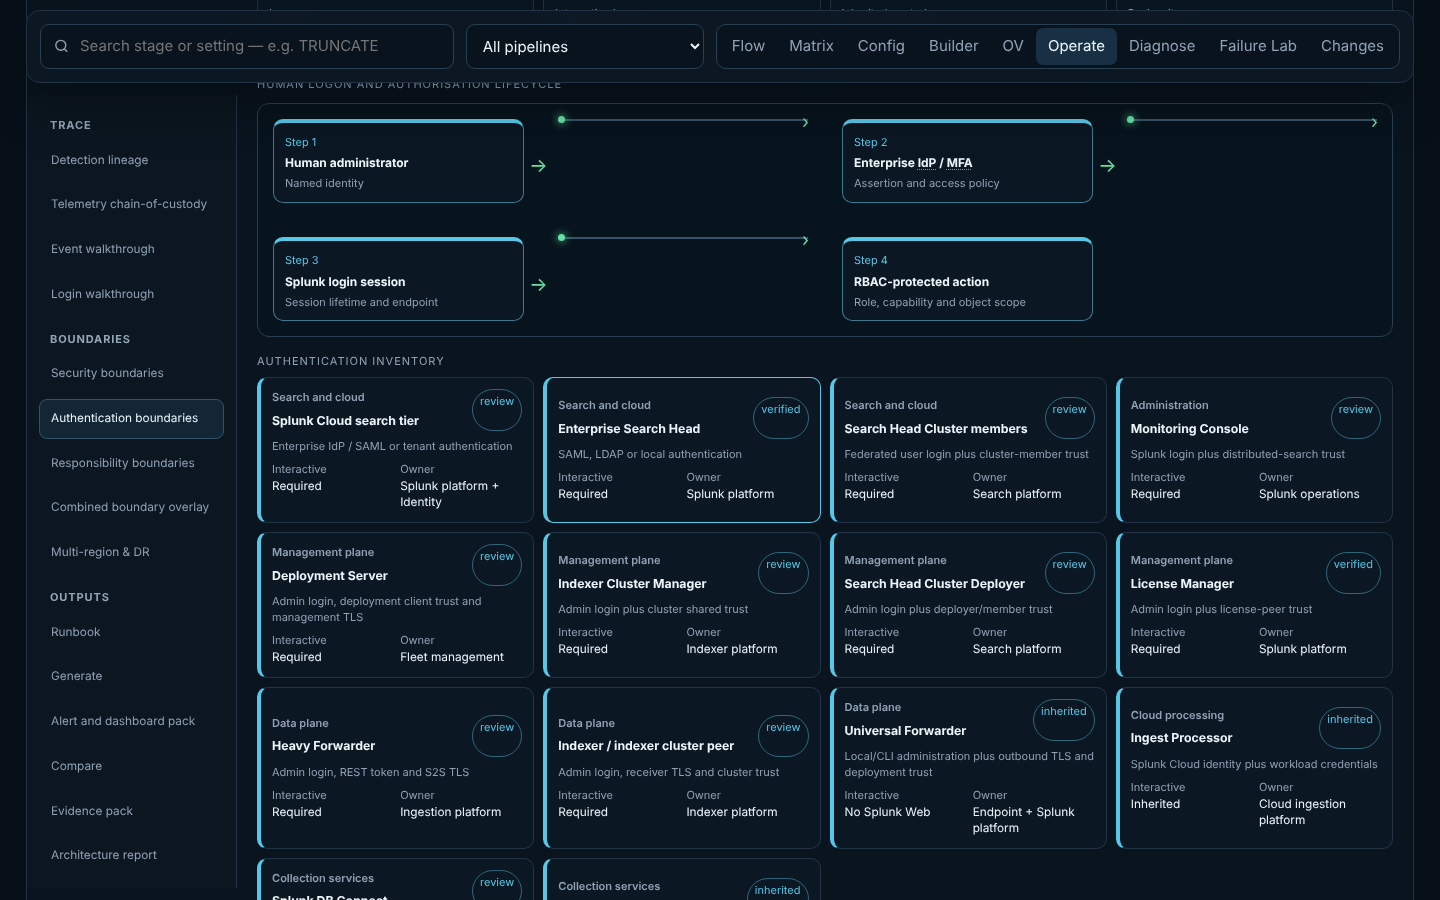 Search stage or setting — e.g. TRUNCATE
All pipelines
Flow
Matrix
Config
Builder
OV
Operate
Diagnose
Failure Lab
Changes
HUMAN LOGON AND AUTHORISATION LIFECYCLE
TRACE
Detection lineage
Telemetry chain-of-custody
Event walkthrough
Login walkthrough
BOUNDARIES
Security boundaries
Authentication boundaries
Responsibility boundaries
Combined boundary overlay
Multi-region & DR
OUTPUTS
Runbook
Generate
Alert and dashboard pack
Compare
Evidence pack
Architecture report
Step 1
Human administrator
Named identity
Step 2
Enterprise IdP / MFA
Assertion and access policy
Step 3
Splunk login session
Session lifetime and endpoint
Step 4
RBAC-protected action
Role, capability and object scope
AUTHENTICATION INVENTORY
Search and cloud
review
Splunk Cloud search tier
Enterprise IdP / SAML or tenant authentication
Interactive
Required
Owner
Splunk platform +
Identity
Search and cloud
verified
Enterprise Search Head
SAML, LDAP or local authentication
Interactive
Required
Owner
Splunk platform
Search and cloud
review
Search Head Cluster members
Federated user login plus cluster-member trust
Interactive
Required
Owner
Search platform
Administration
review
Monitoring Console
Splunk login plus distributed-search trust
Interactive
Required
Owner
Splunk operations
Management plane
review
Deployment Server
Admin login, deployment client trust and
management TLS
Interactive
Required
Owner
Fleet management
Management plane
review
Indexer Cluster Manager
Admin login plus cluster shared trust
Interactive
Required
Owner
Indexer platform
Management plane
review
Search Head Cluster Deployer
Admin login plus deployer/member trust
Interactive
Required
Owner
Search platform
Management plane
verified
License Manager
Admin login plus license-peer trust
Interactive
Required
Owner
Splunk platform
Data plane
review
Heavy Forwarder
Admin login, REST token and S2S TLS
Interactive
Required
Owner
Ingestion platform
Data plane
review
Indexer / indexer cluster peer
Admin login, receiver TLS and cluster trust
Interactive
Required
Owner
Indexer platform
Data plane
inherited
Universal Forwarder
Local/CLI administration plus outbound TLS and
deployment trust
Interactive
No Splunk Web
Owner
Endpoint + Splunk
platform
Cloud processing
inherited
Ingest Processor
Splunk Cloud identity plus workload credentials
Interactive
Inherited
Owner
Cloud ingestion
platform
Collection services
review
Splunk DB Connect
Collection services
inherited